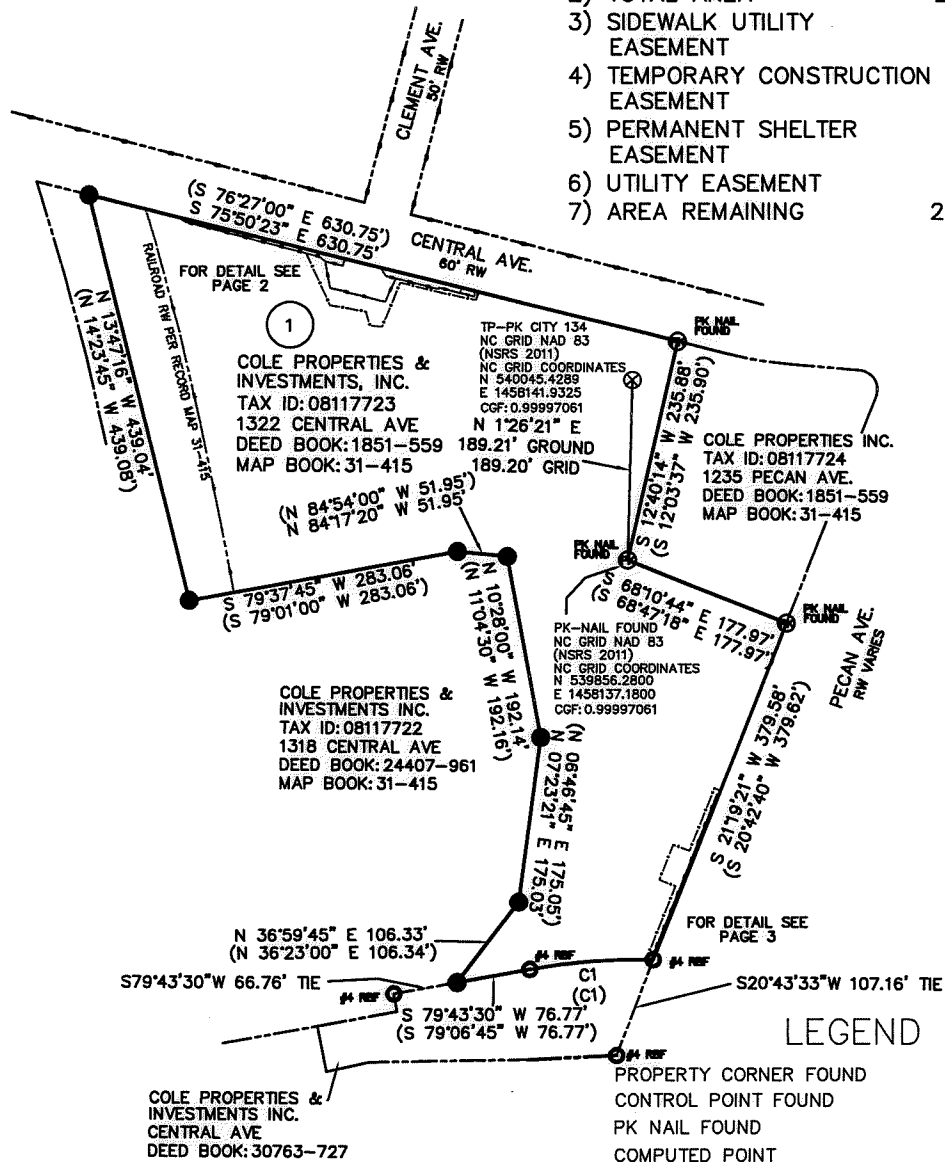 2) TOTAL AREA
3) SIDEWALK UTILITY
EASEMENT
4) TEMPORARY CONSTRUCTION
EASEMENT
5) PERMANENT SHELTER
EASEMENT
6) UTILITY EASEMENT
7) AREA REMAINING 2
CLEMENT AVE.
50' RW
(S 76°27'00" E 630.75')
S 75°50'23" E 630.75'
CENTRAL AVE.
60' RW
RAILROAD RW PER RECORD MAP 31-415
FOR DETAIL SEE
PAGE 2
N 13°47'16" W 439.04'
(N 14°23'45" W 439.08')
1
COLE PROPERTIES &
INVESTMENTS, INC.
TAX ID: 08117723
1322 CENTRAL AVE
DEED BOOK: 1851-559
MAP BOOK: 31-415
TP-PK CITY 134
NC GRID NAD 83
(NSRS 2011)
NC GRID COORDINATES
N 540045.4289
E 1458141.9325
CGF: 0.99997061
N 1°26'21" E
189.21' GROUND
189.20' GRID
PK NAIL
FOUND
S 12°40'14" W 235.88'
(S 12°03'37" W 235.90')
COLE PROPERTIES INC.
TAX ID: 08117724
1235 PECAN AVE.
DEED BOOK: 1851-559
MAP BOOK: 31-415
(N 84°54'00" W 51.95')
N 84°17'20" W 51.95'
PK NAIL
FOUND
S 79°37'45" W 283.06'
(S 79°01'00" W 283.06')
N 10°28'00" W 192.14'
(N 11°04'30" W 192.16')
S 68°10'44" E 177.97'
(S 68°47'18" E 177.97')
PK NAIL
FOUND
PECAN AVE.
RW VARIES
PK-NAIL FOUND
NC GRID NAD 83
(NSRS 2011)
NC GRID COORDINATES
N 539856.2800
E 1458137.1800
CGF: 0.99997061
COLE PROPERTIES &
INVESTMENTS INC.
TAX ID: 08117722
1318 CENTRAL AVE
DEED BOOK: 24407-961
MAP BOOK: 31-415
(N 06°46'45" E 175.05')
N 07°23'21" E 175.03'
S 21°19'21" W 379.58'
(S 20°42'40" W 379.62')
N 36°59'45" E 106.33'
(N 36°23'00" E 106.34')
FOR DETAIL SEE
PAGE 3
S79°43'30"W 66.76' TIE
#4 RBF
C1
(C1)
#4 RBF
S20°43'33"W 107.16' TIE
S 79°43'30" W 76.77'
(S 79°06'45" W 76.77')
#4 RBF
#4 RBF
LEGEND
PROPERTY CORNER FOUND
CONTROL POINT FOUND
PK NAIL FOUND
COMPUTED POINT
COLE PROPERTIES &
INVESTMENTS INC.
CENTRAL AVE
DEED BOOK: 30763-727